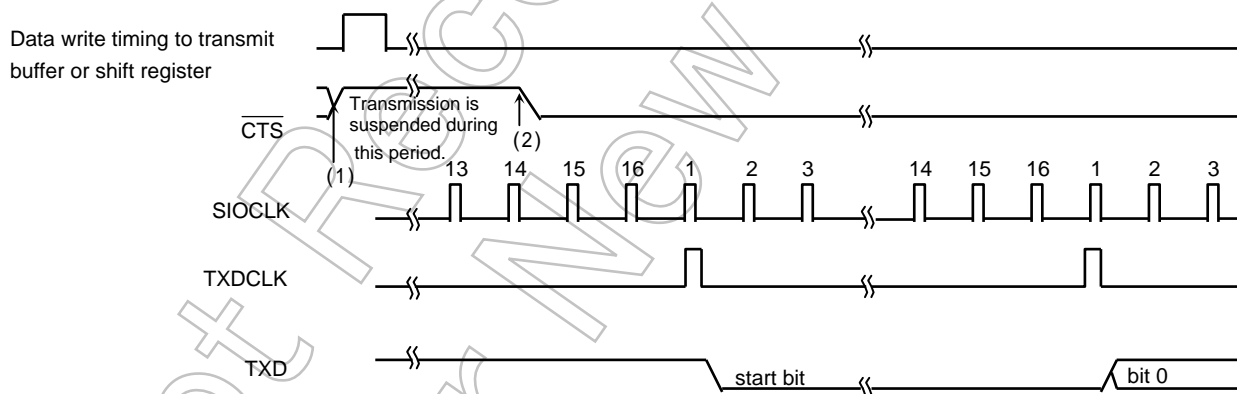 Data write timing to transmit
buffer or shift register
CTS
Transmission is
suspended during
this period.
(1)
(2)
13 14 15 16 1 2 3 14 15 16 1 2 3
SIOCLK
TXDCLK
TXD
start bit
bit 0